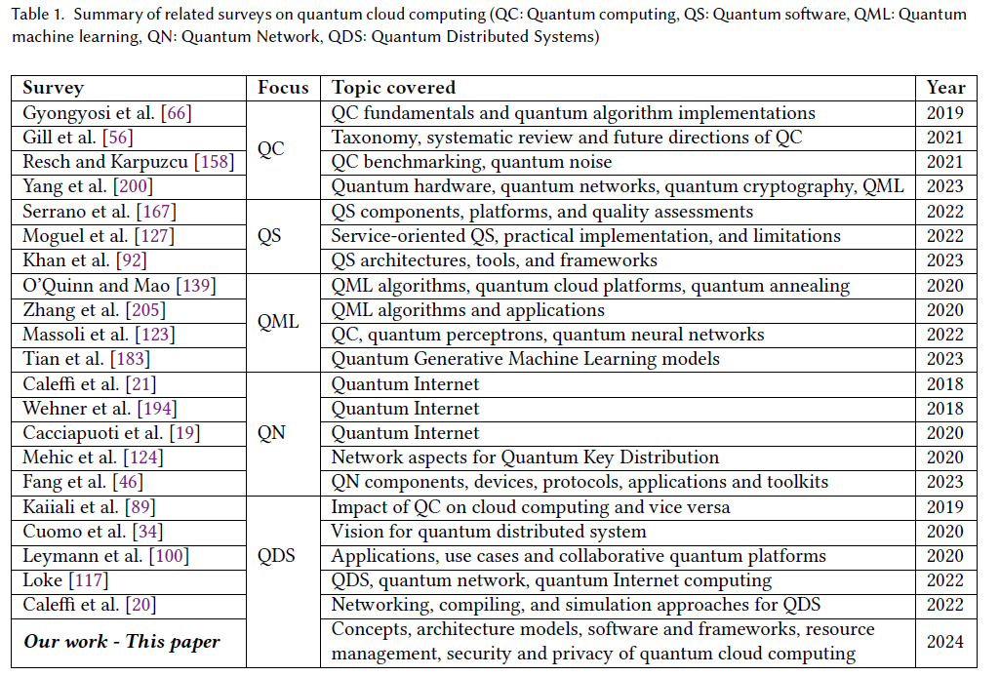 Table 1. Summary of related surveys on quantum cloud computing (QC: Quantum computing, QS: Quantum software, QML: Quantum
machine learning, QN: Quantum Network, QDS: Quantum Distributed Systems)
Survey Focus Topic covered Year
Gyongyosi et al. [66] QC fundamentals and quantum algorithm implementations 2019
Gill et al. [56] Taxonomy, systematic review and future directions of QC 2021
QC
Resch and Karpuzcu [158] QC benchmarking, quantum noise 2021
Yang et al. [200] Quantum hardware, quantum networks, quantum cryptography, QML 2023
Serrano et al. [167] QS components, platforms, and quality assessments 2022
Moguel et al. [127] QS Service-oriented QS, practical implementation, and limitations 2022
Khan et al. [92] QS architectures, tools, and frameworks 2023
O'Quinn and Mao [139] QML algorithms, quantum cloud platforms, quantum annealing 2020
Zhang et al. [205] QML algorithms and applications 2020
QML
Massoli et al. [123] QC, quantum perceptrons, quantum neural networks 2022
Tian et al. [183] Quantum Generative Machine Learning models 2023
Caleffi et al. [21] Quantum Internet 2018
Wehner et al. [194] Quantum Internet 2018
Cacciapuoti et al. [19] QN Quantum Internet 2020
Mehic et al. [124] Network aspects for Quantum Key Distribution 2020
Fang et al. [46] QN components, devices, protocols, applications and toolkits 2023
Kaiiali et al. [89] Impact of QC on cloud computing and vice versa 2019
Cuomo et al. [34] Vision for quantum distributed system 2020
Leymann et al. [100] QDS Applications, use cases and collaborative quantum platforms 2020
Loke [117] QDS, quantum network, quantum Internet computing 2022
Caleffi et al. [20] Networking, compiling, and simulation approaches for QDS 2022
Our work - This paper Concepts, architecture models, software and frameworks, resource
management, security and privacy of quantum cloud computing 2024